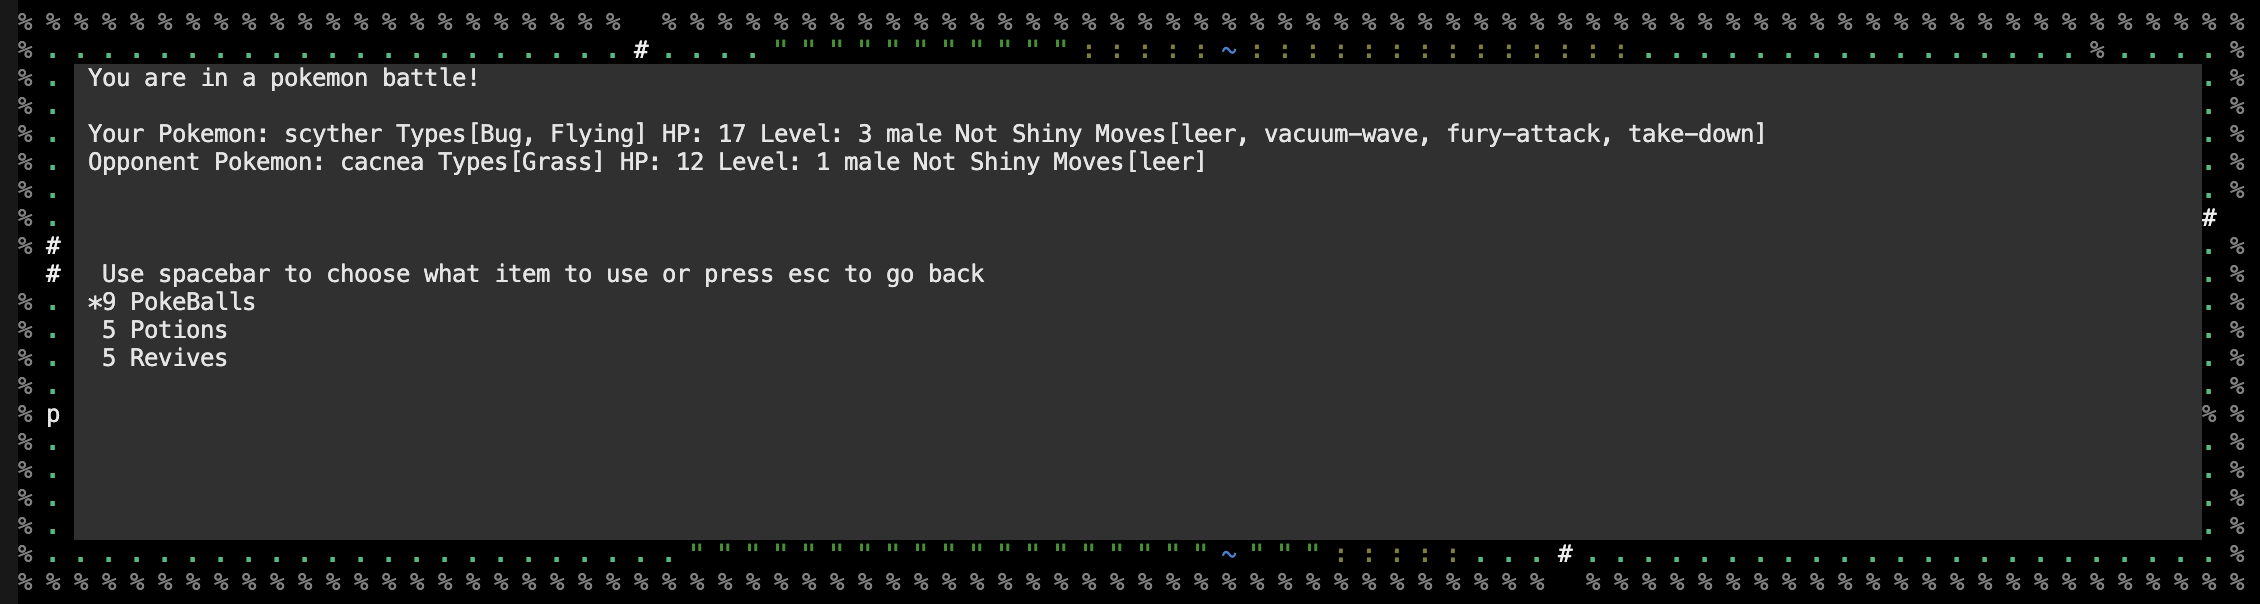 % % % % % % % % % % % % % % % % % % % % % %   % % % % % % % % % % % % % % % % % % % % % % % % % % % % % % % % % % % % % % % % % % % % % % % % % % % % % % % % %
% . . . . . . . . . . . . . . . . . . . . . # . . . . " " " " " " " " " " " : : : : : ~ : : : : : : : : : : : : : : . . . . . . . . . . . . . . . . % . . . . %
% . You are in a pokemon battle! . %
% . . %
% . Your Pokemon: scyther Types[Bug, Flying] HP: 17 Level: 3 male Not Shiny Moves[leer, vacuum-wave, fury-attack, take-down] . %
% . Opponent Pokemon: cacnea Types[Grass] HP: 12 Level: 1 male Not Shiny Moves[leer] . %
% . . %
% . #
% # . %
# Use spacebar to choose what item to use or press esc to go back . %
% . *9 PokeBalls . %
% . 5 Potions . %
% . 5 Revives . %
% . . %
% p % %
% . . %
% . . %
% . . %
% . . %
% . . . . . . . . . . . . . . . . . . . . . . . " " " " " " " " " " " " " " " " " " " ~ " " " : : : : : . . . # . . . . . . . . . . . . . . . . . . . . . . . %
% % % % % % % % % % % % % % % % % % % % % % % % % % % % % % % % % % % % % % % % % % % % % % % % % % % % % % %   % % % % % % % % % % % % % % % % % % % % % % % %